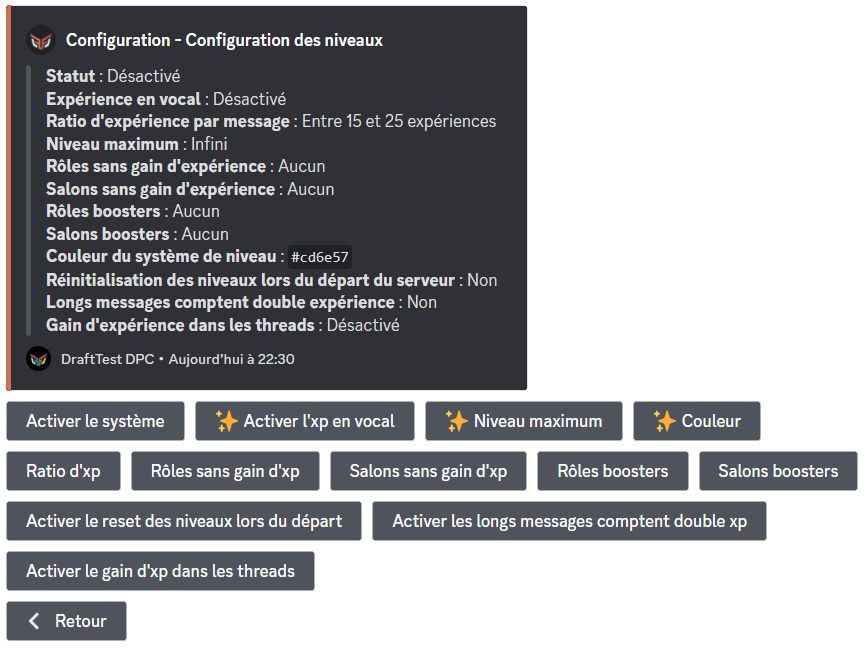 Configuration - Configuration des niveaux
Statut : Désactivé
Expérience en vocal : Désactivé
Ratio d'expérience par message : Entre 15 et 25 expériences
Niveau maximum : Infini
Rôles sans gain d'expérience : Aucun
Salons sans gain d'expérience : Aucun
Rôles boosters : Aucun
Salons boosters : Aucun
Couleur du système de niveau : #cd6e57
Réinitialisation des niveaux lors du départ du serveur : Non
Longs messages comptent double expérience : Non
Gain d'expérience dans les threads : Désactivé
DraftTest DPC • Aujourd'hui à 22:30
Activer le système ✨ Activer l'xp en vocal ✨ Niveau maximum ✨ Couleur
Ratio d'xp Rôles sans gain d'xp Salons sans gain d'xp Rôles boosters Salons boosters
Activer le reset des niveaux lors du départ Activer les longs messages comptent double xp
Activer le gain d'xp dans les threads
Retour